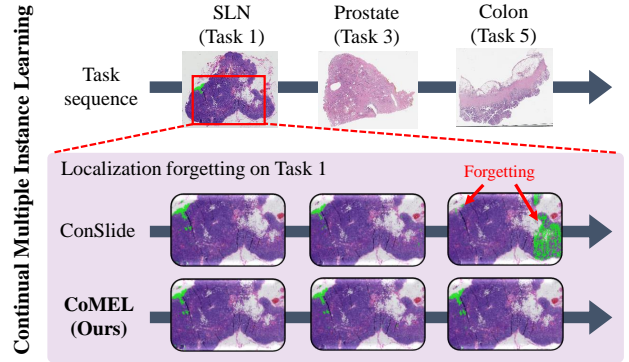 Continual Multiple Instance Learning
SLN
(Task 1)
Prostate
(Task 3)
Colon
(Task 5)
Task
sequence
Localization forgetting on Task 1
Forgetting
ConSlide
CoMEL
(Ours)